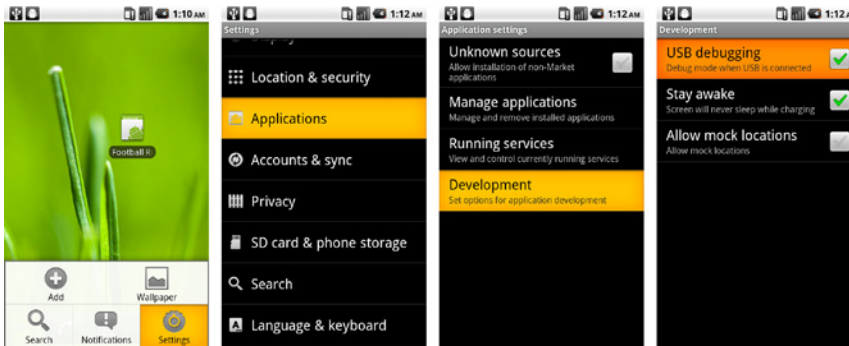 1:10 AM
Football R
Add
Wallpaper
Search
Notifications
Settings
1:12 AM
Settings
Display
Location & security
Applications
Accounts & sync
Privacy
SD card & phone storage
Search
Language & keyboard
1:12 AM
Application settings
Unknown sources
Allow installation of non-Market
applications
Manage applications
Manage and remove installed applications
Running services
View and control currently running services
Development
Set options for application development
1:12 A
Development
USB debugging
Debug mode when USB is connected
Stay awake
Screen will never sleep while charging
Allow mock locations
Allow mock locations